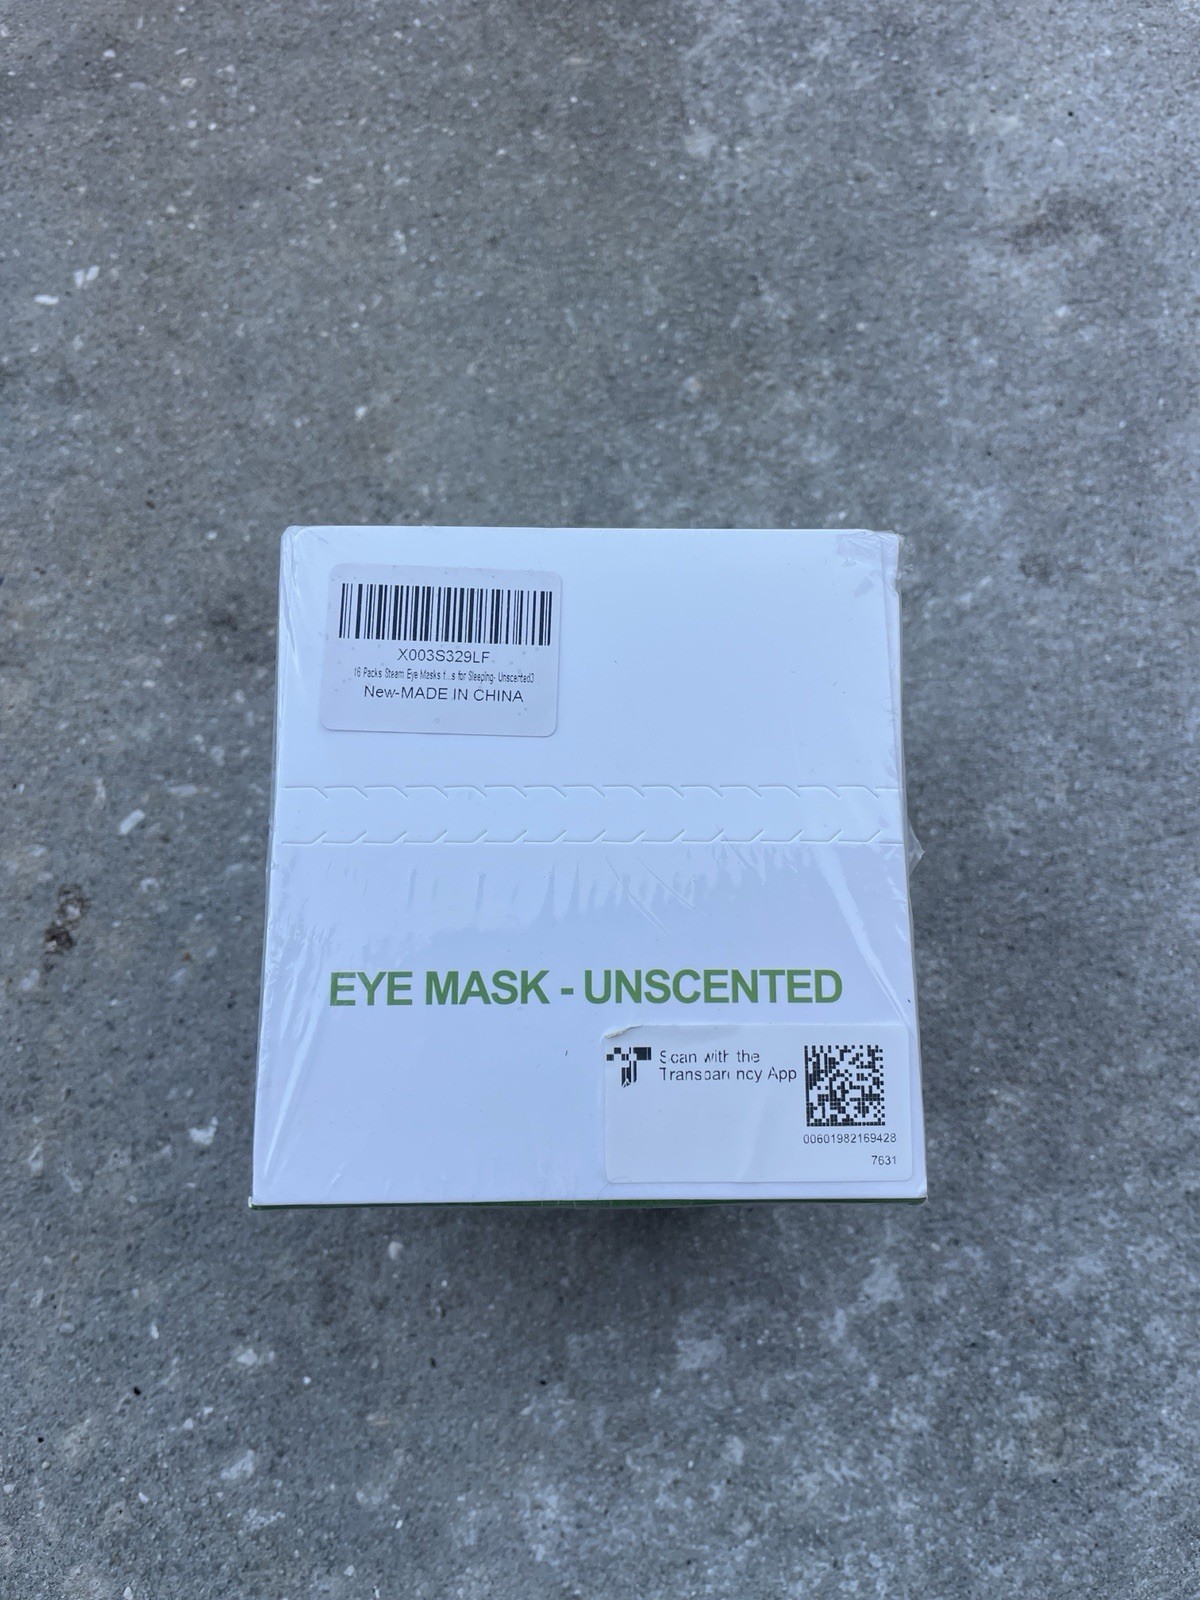 X003S329LF
16 Packs Steam Eye Masks f...s for Sleeping- Unscented3
New-MADE IN CHINA
EYE MASK - UNSCENTED
Scan with the
Transparency App
00601982169428
7631